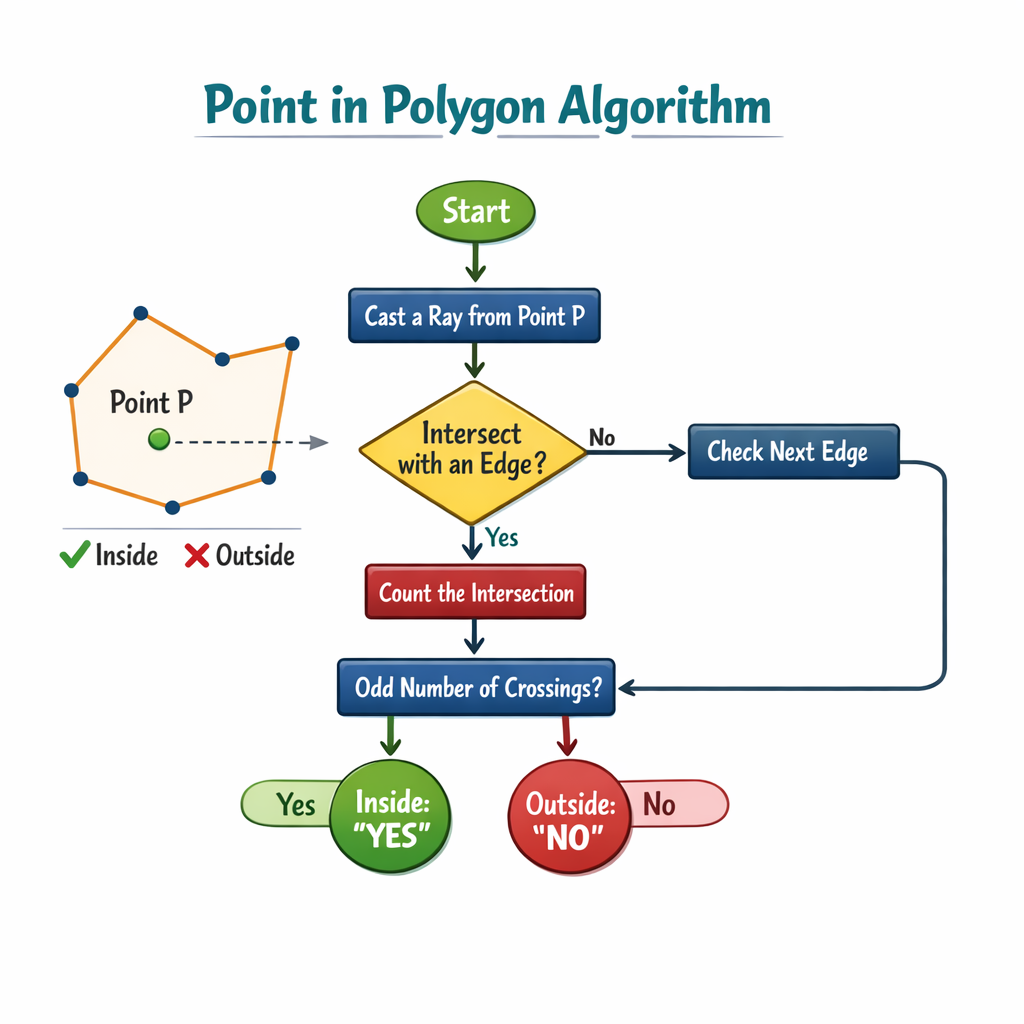 Point in Polygon Algorithm
Start
Cast a Ray from Point P
Point P
Intersect
with an Edge?
No
Check Next Edge
Yes
Inside
Outside
Count the Intersection
Odd Number of Crossings?
Yes
Inside:
"YES"
Outside:
"NO"
No